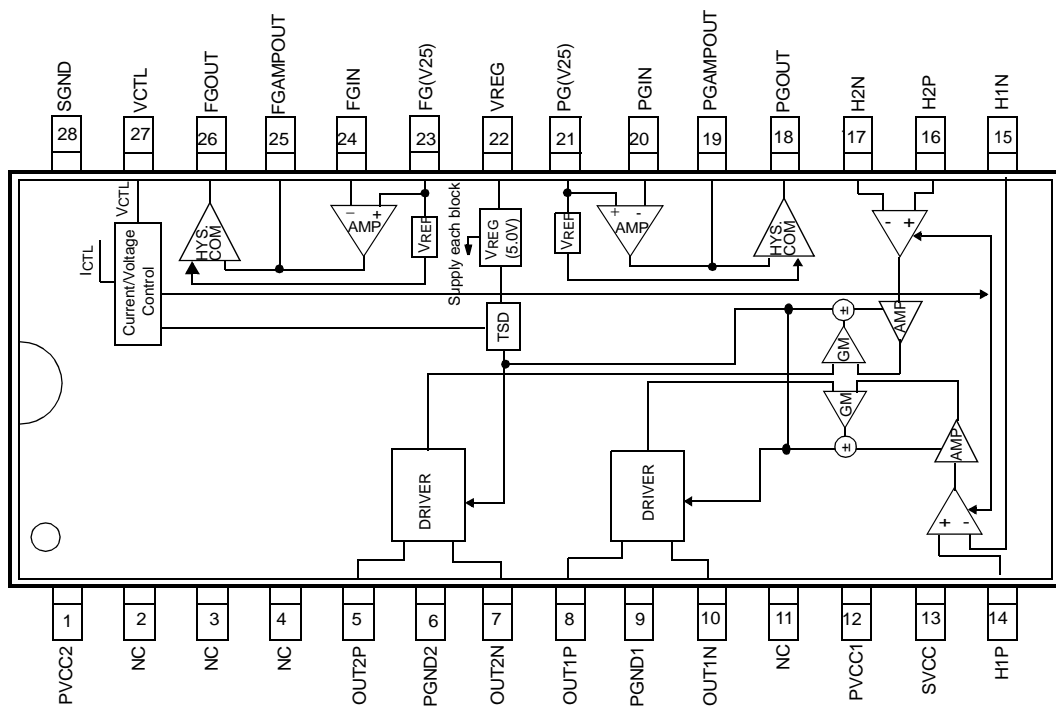 SGND
VCTL
FGOUT
FGAMPOUT
FGIN
FG(V25)
VREG
PG(V25)
PGIN
PGAMPOUT
PGOUT
H2N
H2P
H1N
28
27
26
25
24
23
22
21
20
19
18
17
16
15
VCTL
ICTL
Current/Voltage
Control
HYS.
COM
− +
AMP
VREF
Supply each block
VREG
(5.0V)
TSD
VREF
+ -
AMP
HYS.
COM
- +
AMP
±
GM
GM
±
AMP
+ -
DRIVER
DRIVER
1
2
3
4
5
6
7
8
9
10
11
12
13
14
PVCC2
NC
NC
NC
OUT2P
PGND2
OUT2N
OUT1P
PGND1
OUT1N
NC
PVCC1
SVCC
H1P